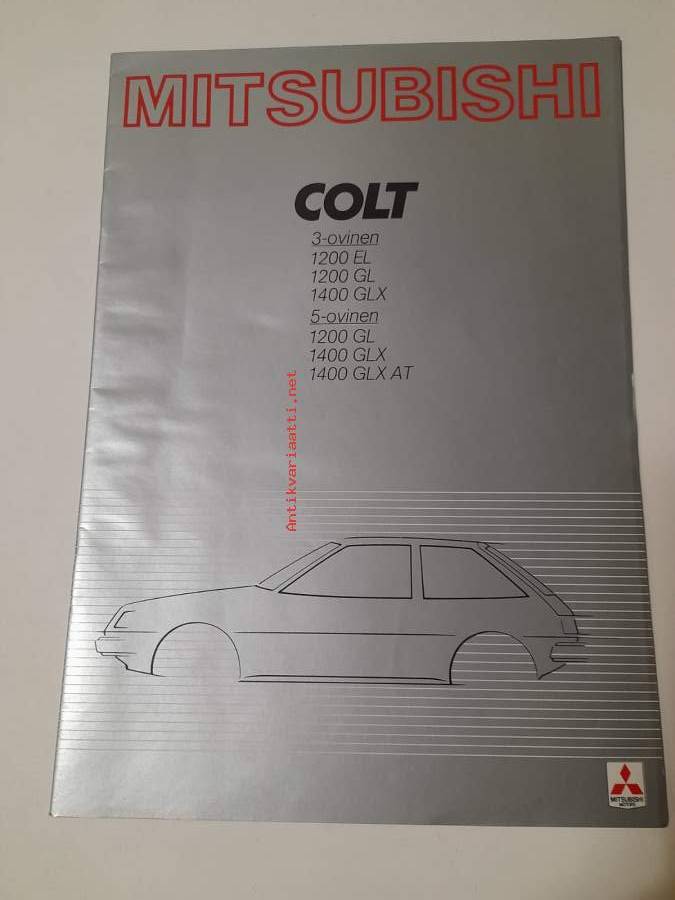 MITSUBISHI
COLT
3-ovinen
1200 EL
1200 GL
1400 GLX
5-ovinen
1200 GL
1400 GLX
1400 GLX AT
Antikvariaatti.net
MITSUBISHI
MOTORS